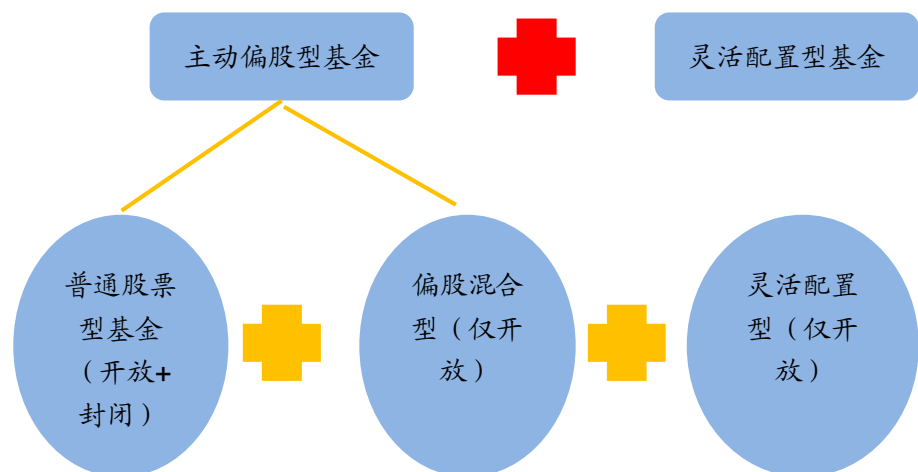 主动偏股型基金
灵活配置型基金
普通股票
型基金
（开放+
封闭）
偏股混合
型（仅开
放）
灵活配置
型（仅开
放）